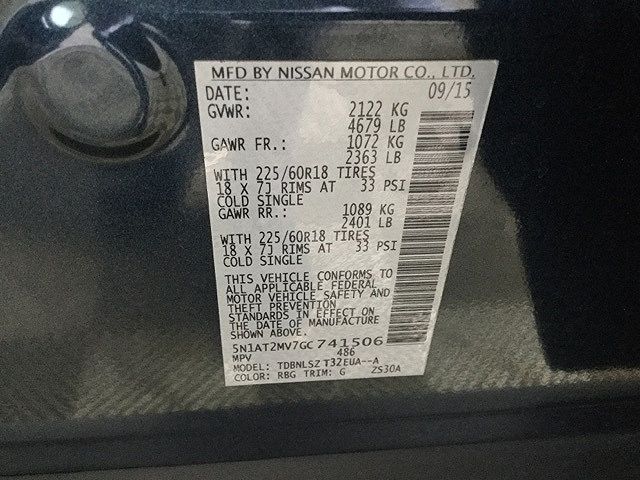 MFD BY NISSAN MOTOR CO., LTD.
DATE: 09/15
GVWR: 2122 KG
4679 LB
GAWR FR.: 1072 KG
2363 LB
WITH 225/60R18 TIRES
18 X 7J RIMS AT 33 PSI
COLD SINGLE
GAWR RR.: 1089 KG
2401 LB
WITH 225/60R18 TIRES
18 X 7J RIMS AT 33 PSI
COLD SINGLE
THIS VEHICLE CONFORMS TO
ALL APPLICABLE FEDERAL
MOTOR VEHICLE SAFETY AND
THEFT PREVENTION
STANDARDS IN EFFECT ON
THE DATE OF MANUFACTURE
SHOWN ABOVE.
5N1AT2MV7GC741506
MPV 486
MODEL: TDBNLSZ T32EUA--A
COLOR: RBG TRIM: G ZS30A